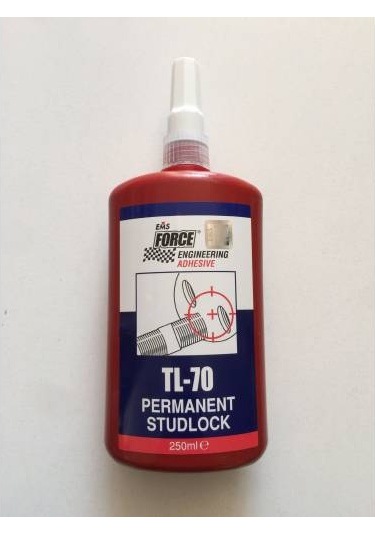 EMS
FORCE®
ENGINEERING
ADHESIVE
TL-70
PERMANENT
STUDLOCK
250ml ℮